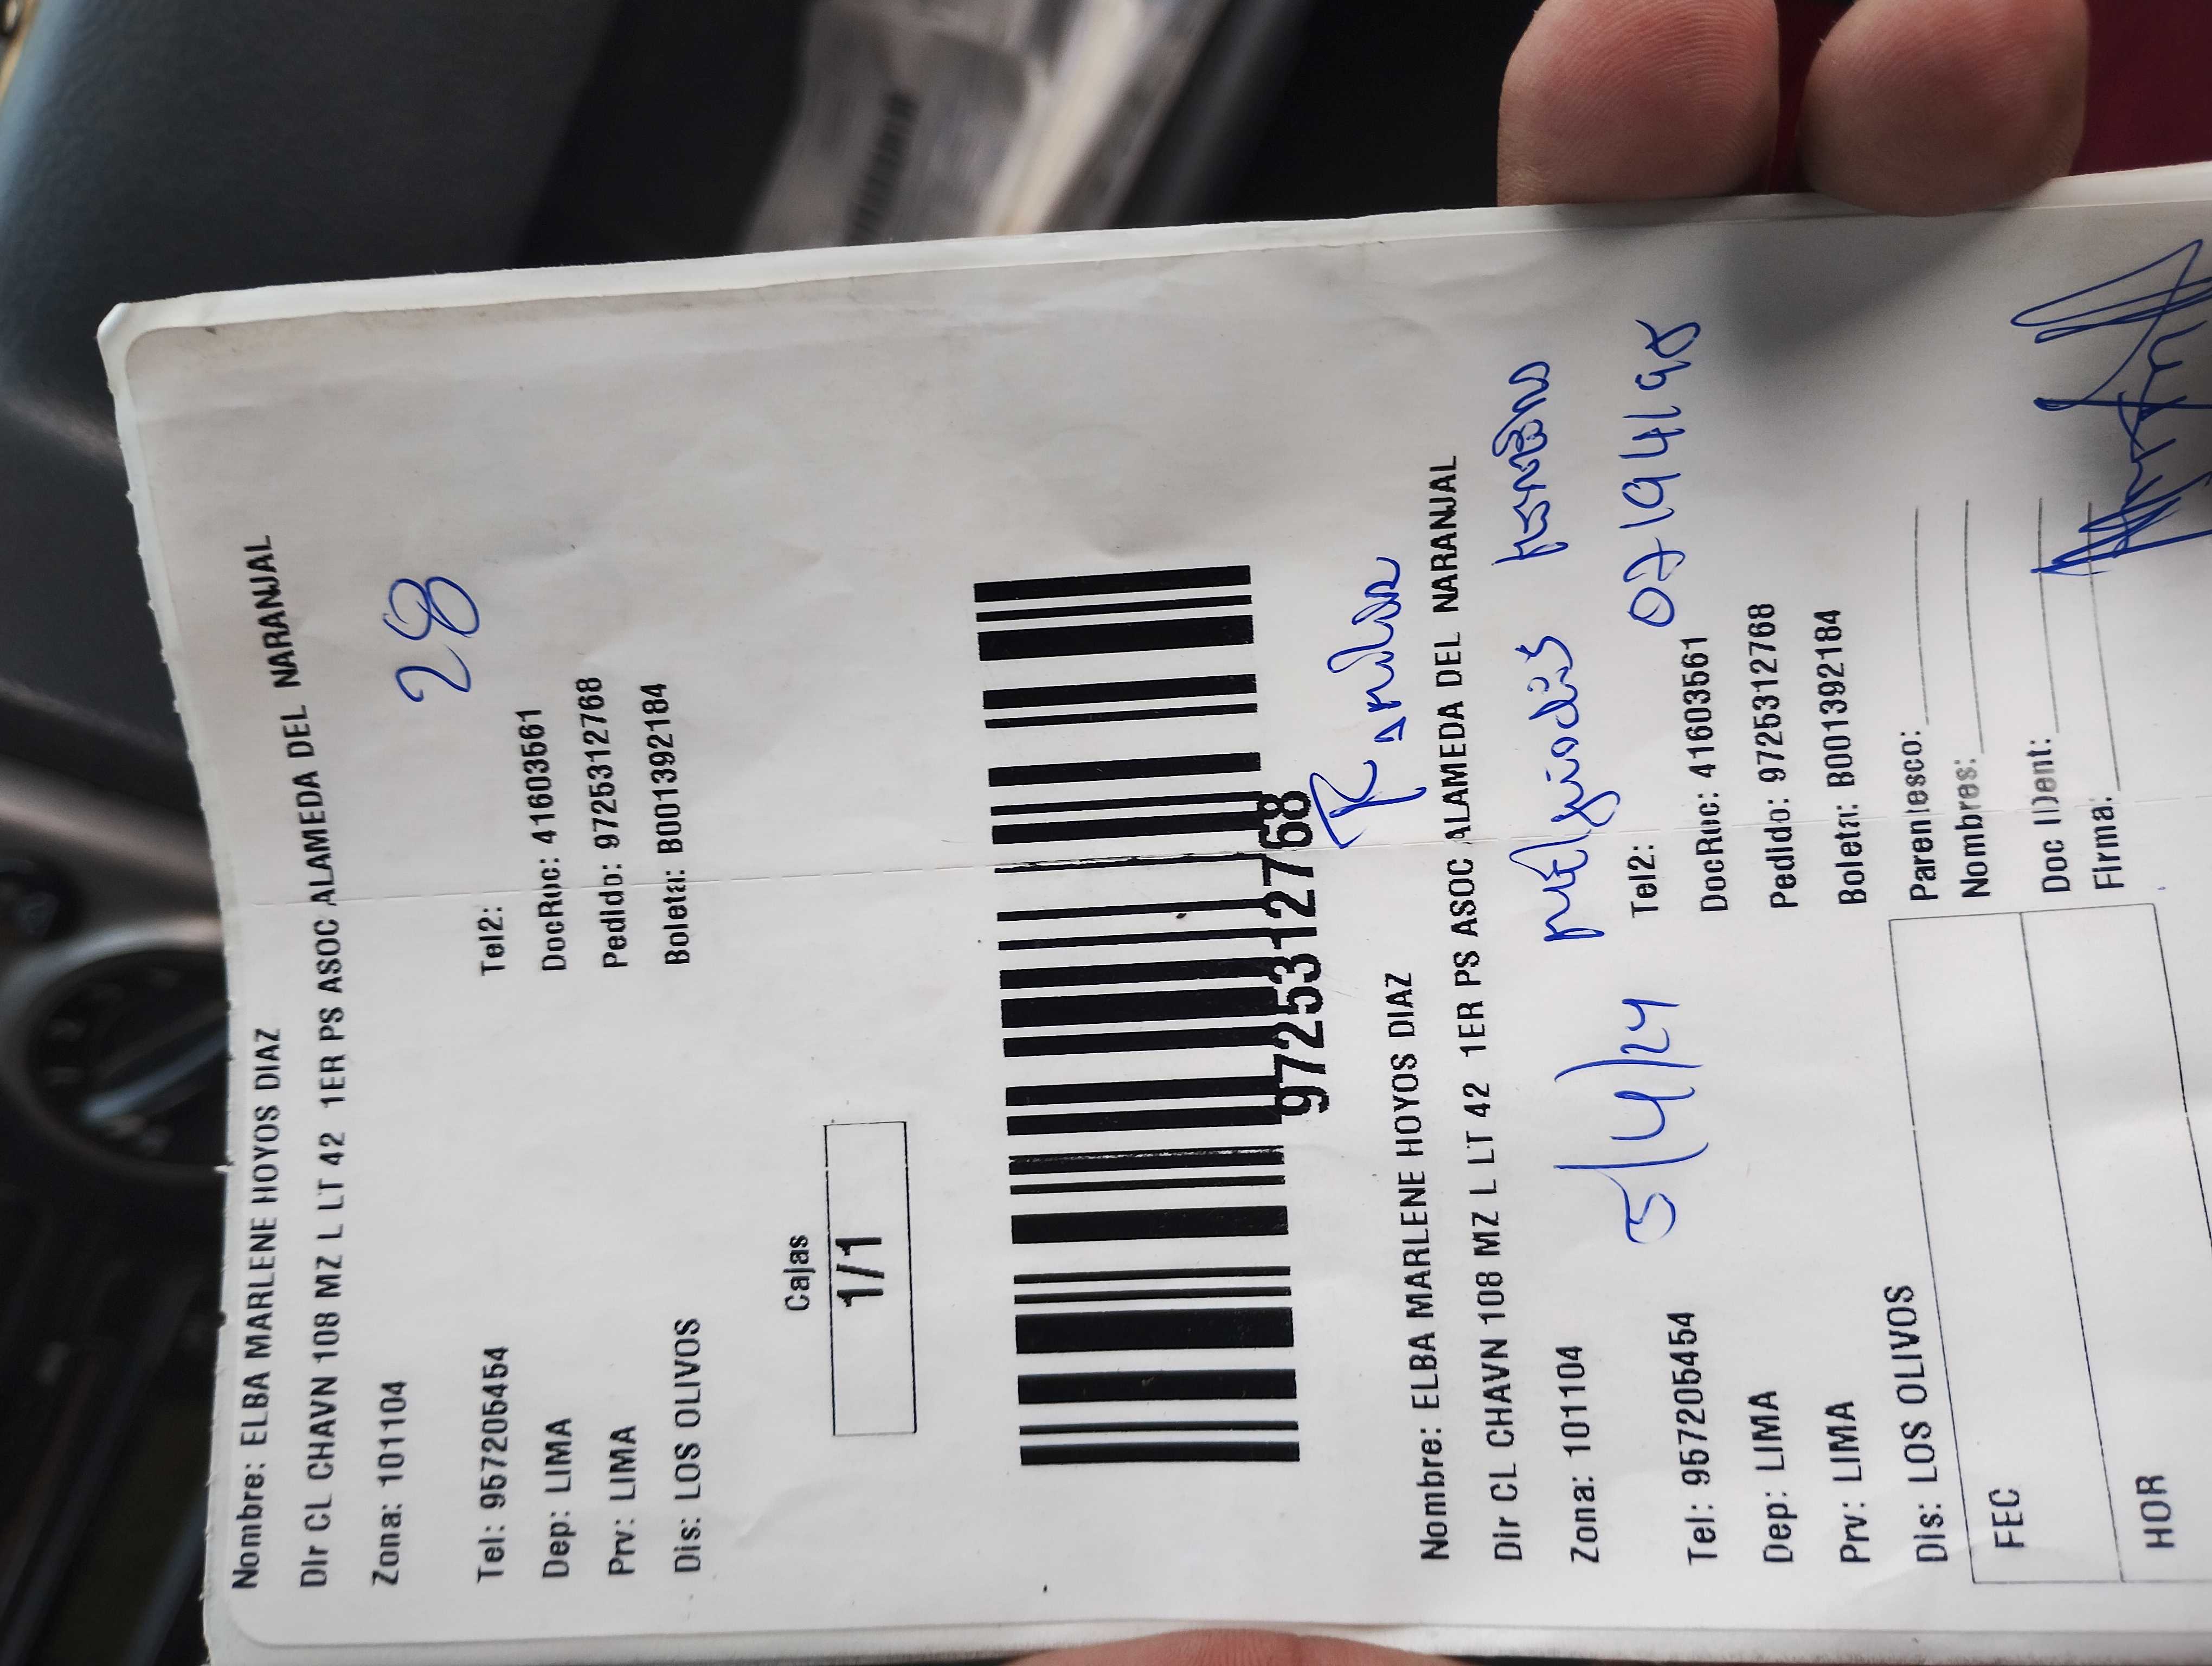 Nombre: ELBA MARLENE HOYOS DIAZ
Dir CL CHAVN 108 MZ L LT 42 1ER PS ASOC ALAMEDA DEL NARANJAL
Zona: 101104
28
Tel: 957205454 Tel2:
Dep: LIMA DocRuc: 41603561
Prv: LIMA Pedido: 9725312768
Dis: LOS OLIVOS Boleta: B001392184
Cajas
1/1
9725312768
Nombre: ELBA MARLENE HOYOS DIAZ
Dir CL CHAVN 108 MZ L LT 42 1ER PS ASOC ALAMEDA DEL NARANJAL
Zona: 101104
5/4/24
Tel: 957205454 Tel2:
Dep: LIMA DocRuc: 41603561
Prv: LIMA Pedido: 9725312768
Dis: LOS OLIVOS Boleta: B001392184
FEC Parentesco:
Nombres:
HOR Doc Ident:
Firma: